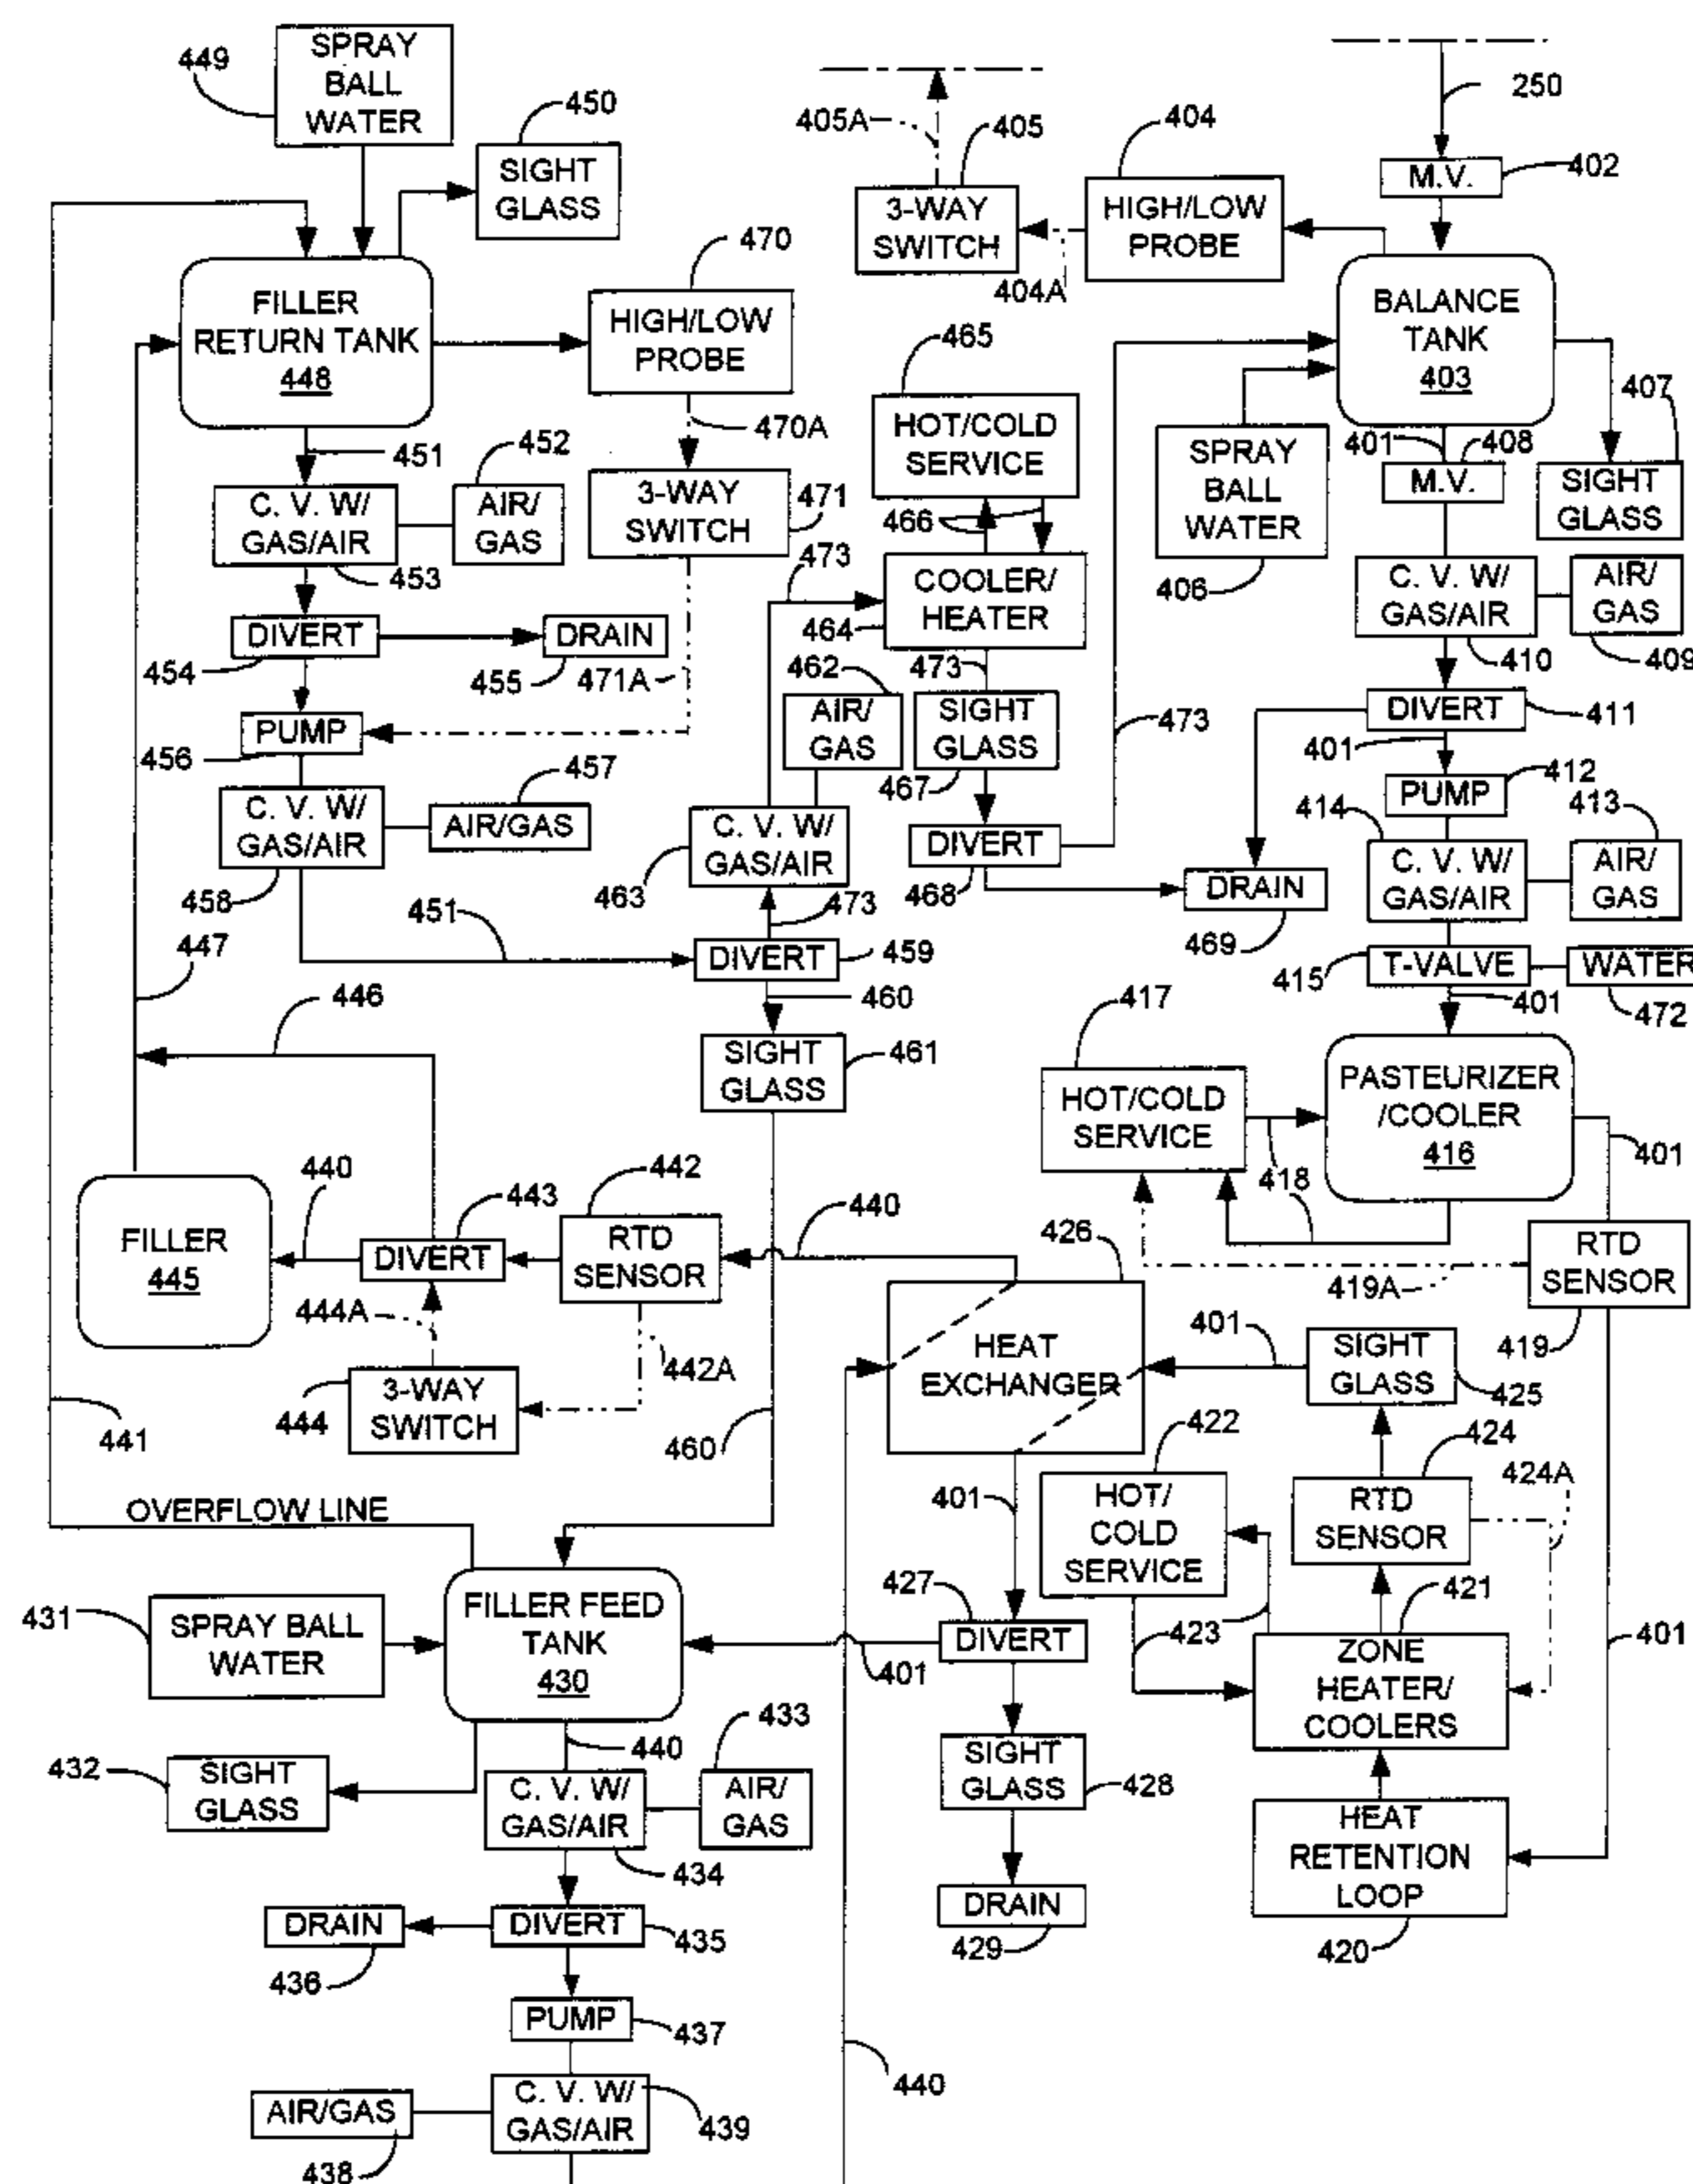 SPRAY
BALL
WATER
449
450
SIGHT
GLASS
405A
405
3-WAY
SWITCH
404
HIGH/LOW
PROBE
404A
250
M.V.
402
FILLER
RETURN TANK
448
470
HIGH/LOW
PROBE
470A
BALANCE
TANK
403
407
SIGHT
GLASS
465
HOT/COLD
SERVICE
466
451
452
C. V. W/
GAS/AIR
AIR/
GAS
453
3-WAY
SWITCH
471
473
COOLER/
HEATER
464
SPRAY
BALL
WATER
406
401
408
M.V.
C. V. W/
GAS/AIR
AIR/
GAS
410
409
DIVERT
454
DRAIN
455
471A
462
AIR/
GAS
473
SIGHT
GLASS
467
473
DIVERT
411
401
PUMP
456
PUMP
412
457
C. V. W/
GAS/AIR
AIR/GAS
458
C. V. W/
GAS/AIR
463
DIVERT
468
DRAIN
469
414
413
C. V. W/
GAS/AIR
AIR/
GAS
447
451
473
DIVERT
459
T-VALVE
WATER
415
401
472
446
460
SIGHT
GLASS
461
417
HOT/COLD
SERVICE
418
PASTEURIZER
/COOLER
416
401
FILLER
445
440
443
DIVERT
442
RTD
SENSOR
440
426
RTD
SENSOR
419A
419
444A
442A
3-WAY
SWITCH
444
441
460
HEAT
EXCHANGER
401
SIGHT
GLASS
425
422
424
424A
OVERFLOW LINE
401
HOT/
COLD
SERVICE
RTD
SENSOR
431
SPRAY BALL
WATER
FILLER FEED
TANK
430
427
DIVERT
401
423
421
ZONE
HEATER/
COOLERS
401
432
SIGHT
GLASS
440
433
C. V. W/
GAS/AIR
AIR/
GAS
434
SIGHT
GLASS
428
HEAT
RETENTION
LOOP
420
DRAIN
436
DIVERT
435
DRAIN
429
PUMP
437
AIR/GAS
438
C. V. W/
GAS/AIR
439
440